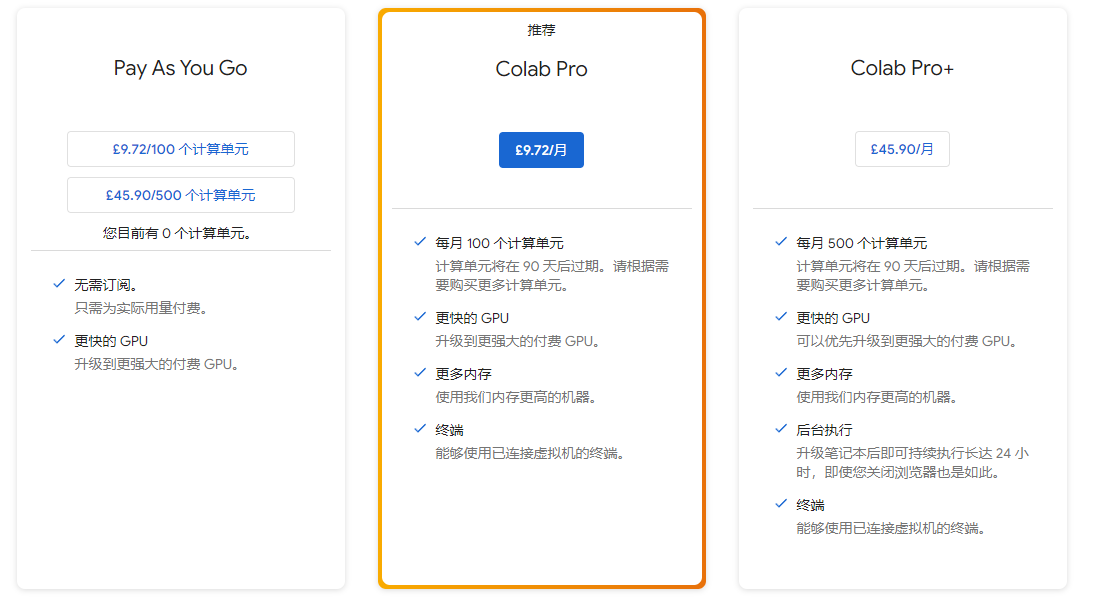 Pay As You Go
£9.72/100 个计算单元
£45.90/500 个计算单元
您目前有 0 个计算单元。
无需订阅。
只需为实际用量付费。
更快的 GPU
升级到更强大的付费 GPU。
推荐
Colab Pro
£9.72/月
每月 100 个计算单元
计算单元将在 90 天后过期。请根据需
要购买更多计算单元。
更快的 GPU
升级到更强大的付费 GPU。
更多内存
使用我们内存更高的机器。
终端
能够使用已连接虚拟机的终端。
Colab Pro+
£45.90/月
每月 500 个计算单元
计算单元将在 90 天后过期。请根据需
要购买更多计算单元。
更快的 GPU
可以优先升级到更强大的付费 GPU。
更多内存
使用我们内存更高的机器。
后台执行
升级笔记本后即可持续执行长达 24 小
时，即使您关闭浏览器也是如此。
终端
能够使用已连接虚拟机的终端。